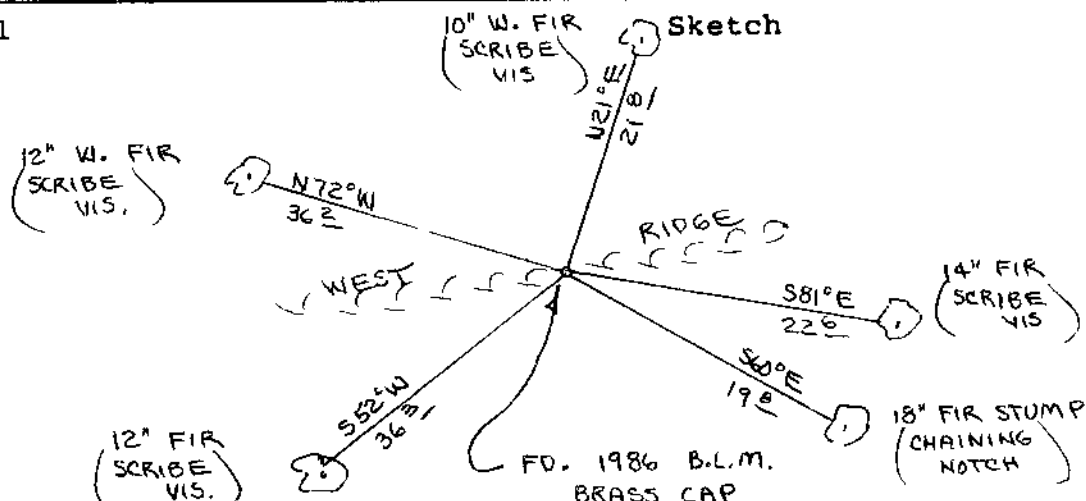 1
Sketch
10" W. FIR
SCRIBE
VIS
N21°E
21 8
12" W. FIR
SCRIBE
VIS.
N72°W
36 2
WEST
RIDGE
14" FIR
SCRIBE
VIS
S81°E
22 6
S60°E
19 8
18" FIR STUMP
CHAINING
NOTCH
S52°W
36 3
12" FIR
SCRIBE
VIS.
FD. 1986 B.L.M.
BRASS CAP